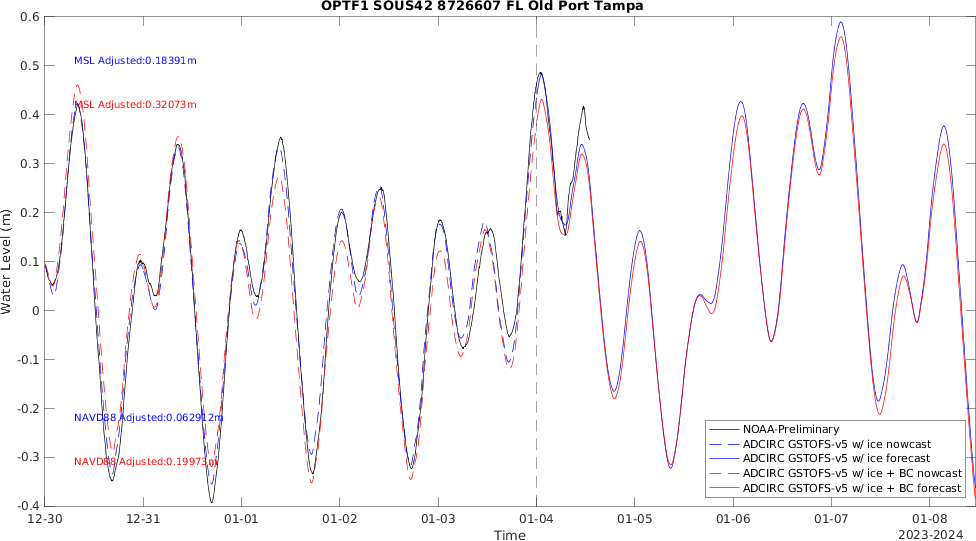 OPTF1 SOUS42 8726607 FL Old Port Tampa
0.6
0.5
0.4
0.3
0.2
0.1
0
-0.1
-0.2
-0.3
-0.4
Water Level (m)
MSL Adjusted:0.18391m
MSL Adjusted:0.32073m
NAVD88 Adjusted:0.062912m
NAVD88 Adjusted:0.19973m
NOAA-Preliminary
ADCIRC GSTOFS-v5 w/ ice nowcast
ADCIRC GSTOFS-v5 w/ ice forecast
ADCIRC GSTOFS-v5 w/ ice + BC nowcast
ADCIRC GSTOFS-v5 w/ ice + BC forecast
12-30 12-31 01-01 01-02 01-03 01-04 01-05 01-06 01-07 01-08
Time
2023-2024